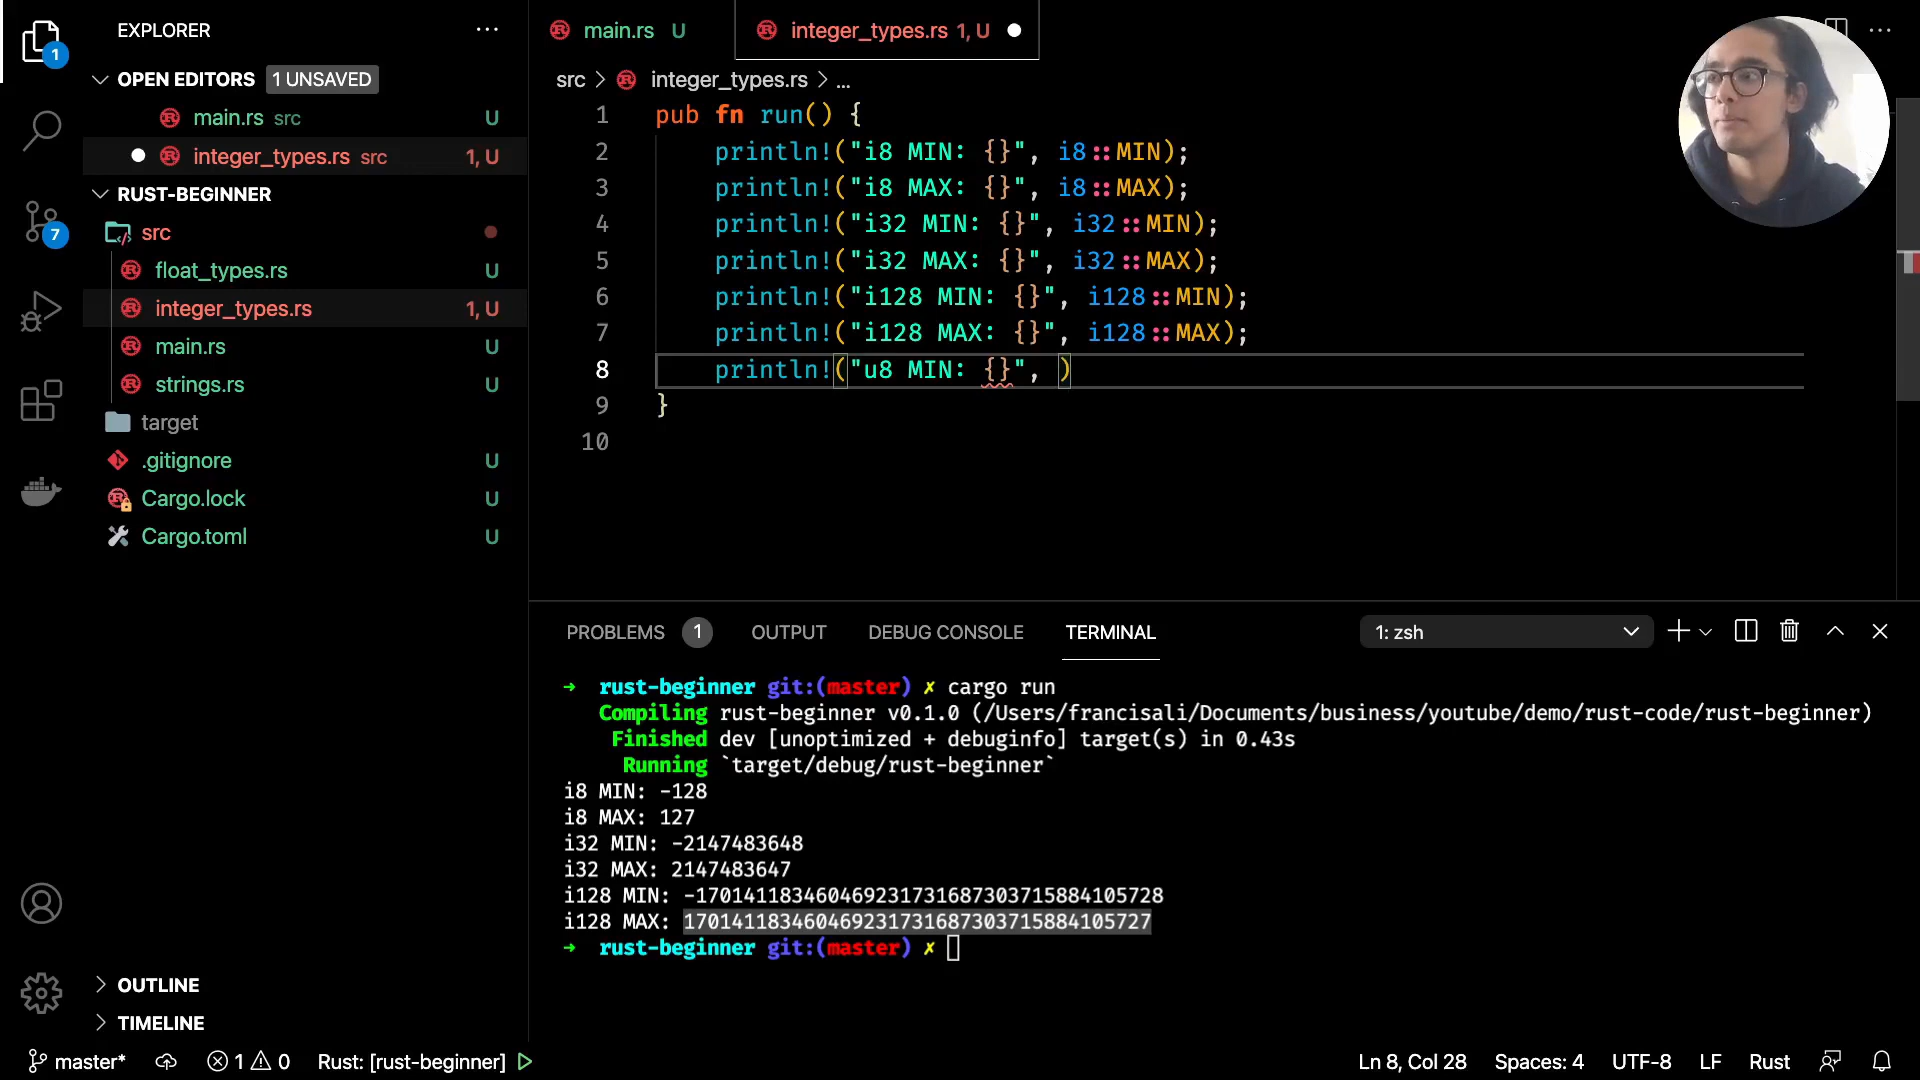 EXPLORER
OPEN EDITORS 1 UNSAVED
main.rs src U
integer_types.rs src 1, U
RUST-BEGINNER
src
float_types.rs U
integer_types.rs 1, U
main.rs U
strings.rs U
target
.gitignore U
Cargo.lock U
Cargo.toml U
OUTLINE
TIMELINE
1
7
main.rs U
integer_types.rs 1, U
src > integer_types.rs > ...
1 pub fn run() {
2 println!("i8 MIN: {}", i8::MIN);
3 println!("i8 MAX: {}", i8::MAX);
4 println!("i32 MIN: {}", i32::MIN);
5 println!("i32 MAX: {}", i32::MAX);
6 println!("i128 MIN: {}", i128::MIN);
7 println!("i128 MAX: {}", i128::MAX);
8 println!("u8 MIN: {}", )
9 }
10
PROBLEMS 1 OUTPUT DEBUG CONSOLE TERMINAL 1: zsh
→ rust-beginner git:(master) ✗ cargo run
Compiling rust-beginner v0.1.0 (/Users/francisali/Documents/business/youtube/demo/rust-code/rust-beginner)
Finished dev [unoptimized + debuginfo] target(s) in 0.43s
Running `target/debug/rust-beginner`
i8 MIN: -128
i8 MAX: 127
i32 MIN: -2147483648
i32 MAX: 2147483647
i128 MIN: -170141183460469231731687303715884105728
i128 MAX: 170141183460469231731687303715884105727
→ rust-beginner git:(master) ✗
master* 1 0 Rust: [rust-beginner] Ln 8, Col 28 Spaces: 4 UTF-8 LF Rust